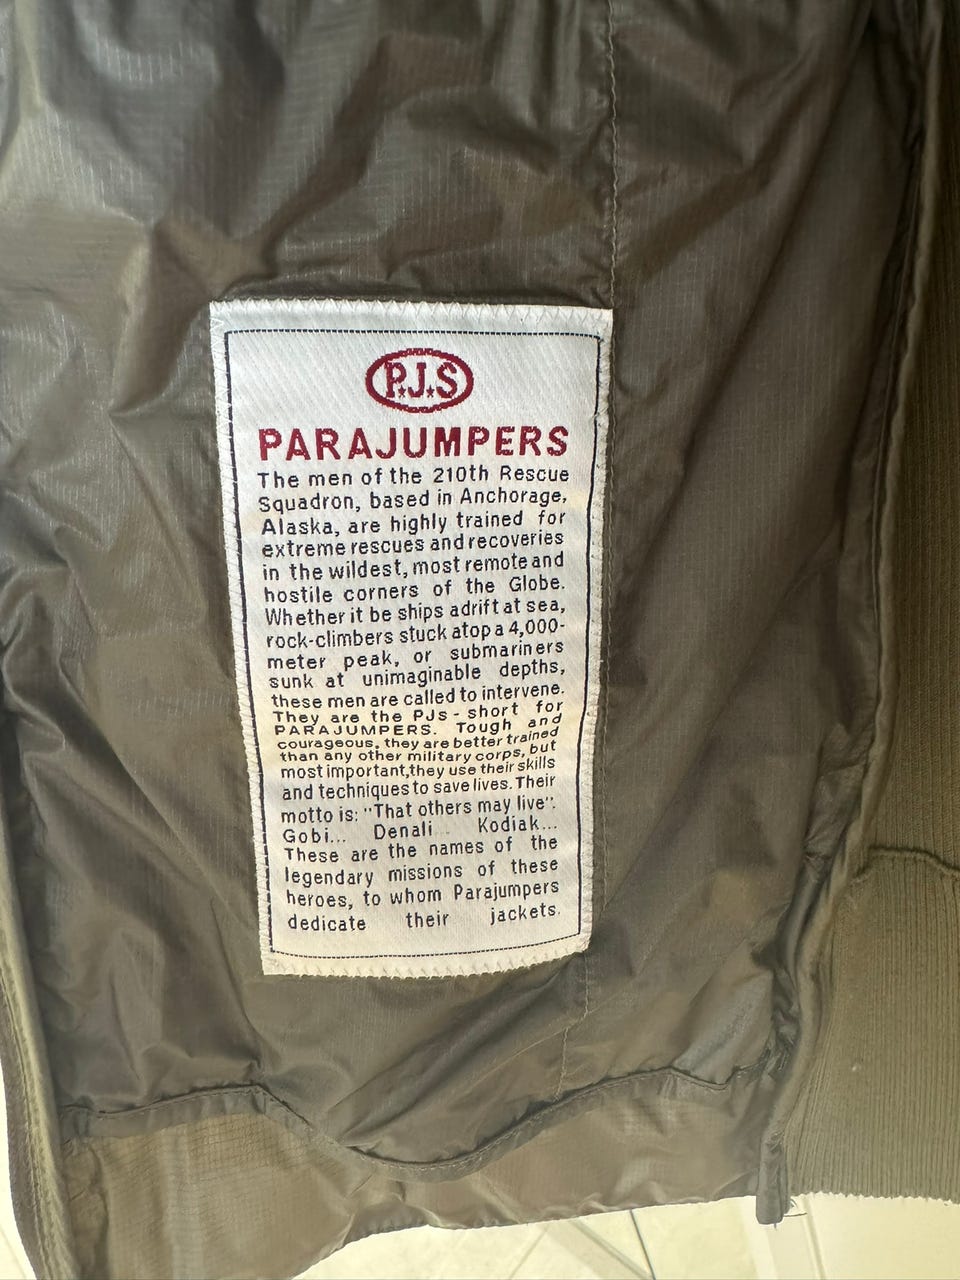 P.J.S
PARAJUMPERS
The men of the 210th Rescue
Squadron, based in Anchorage,
Alaska, are highly trained for
extreme rescues and recoveries
in the wildest, most remote and
hostile corners of the Globe.
Whether it be ships adrift at sea,
rock-climbers stuck atop a 4,000-
meter peak, or submariners
sunk at unimaginable depths,
these men are called to intervene.
They are the PJs - short for
PARAJUMPERS. Tough and
courageous, they are better trained
than any other military corps, but
most important, they use their skills
and techniques to save lives. Their
motto is: "That others may live".
Gobi... Denali... Kodiak...
These are the names of the
legendary missions of these
heroes, to whom Parajumpers
dedicate their jackets.